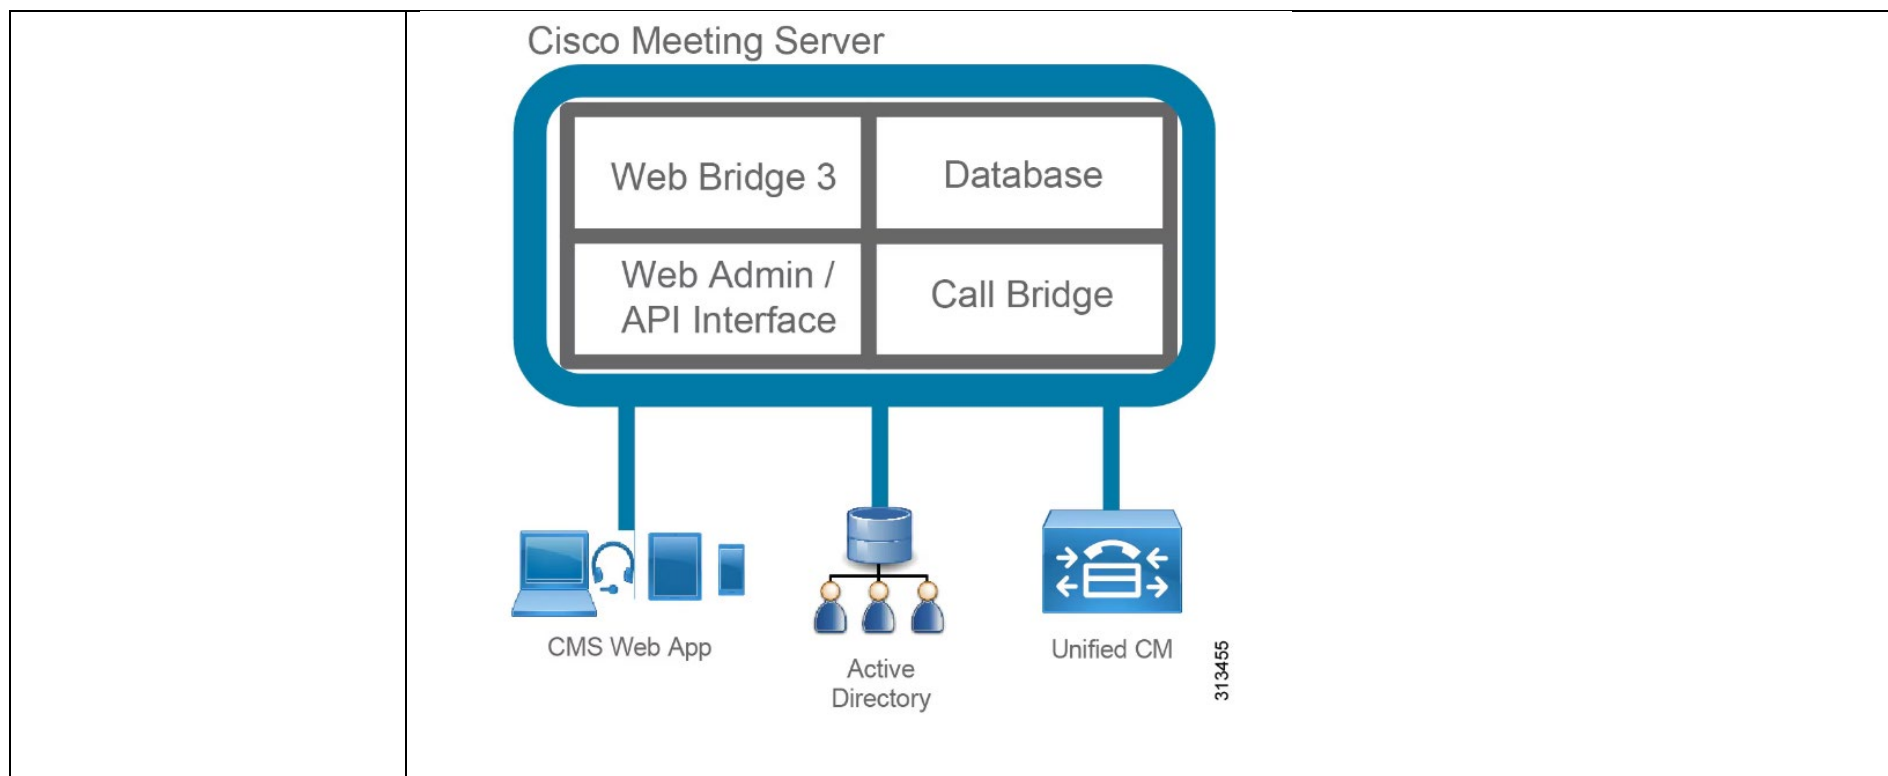 Cisco Meeting Server
Web Bridge 3
Database
Web Admin /
API Interface
Call Bridge
CMS Web App
Active
Directory
Unified CM
313455